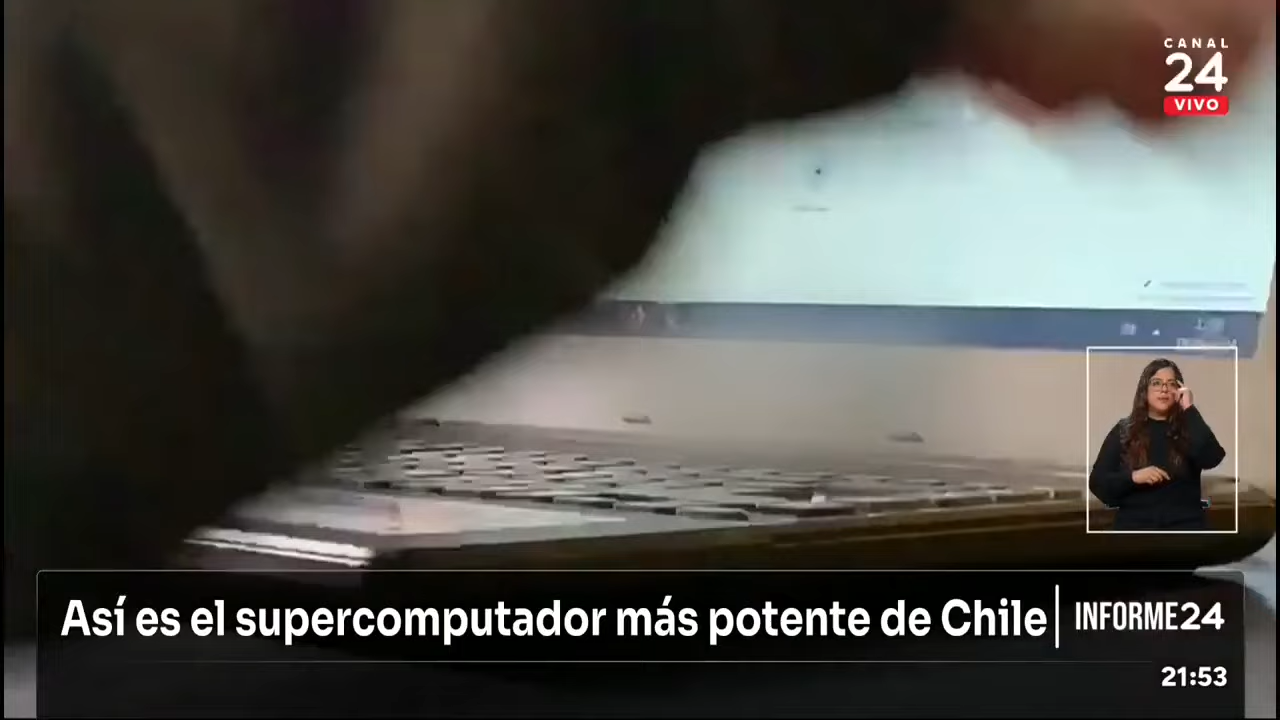 CANAL
24
VIVO
Así es el supercomputador más potente de Chile
INFORME24
21:53